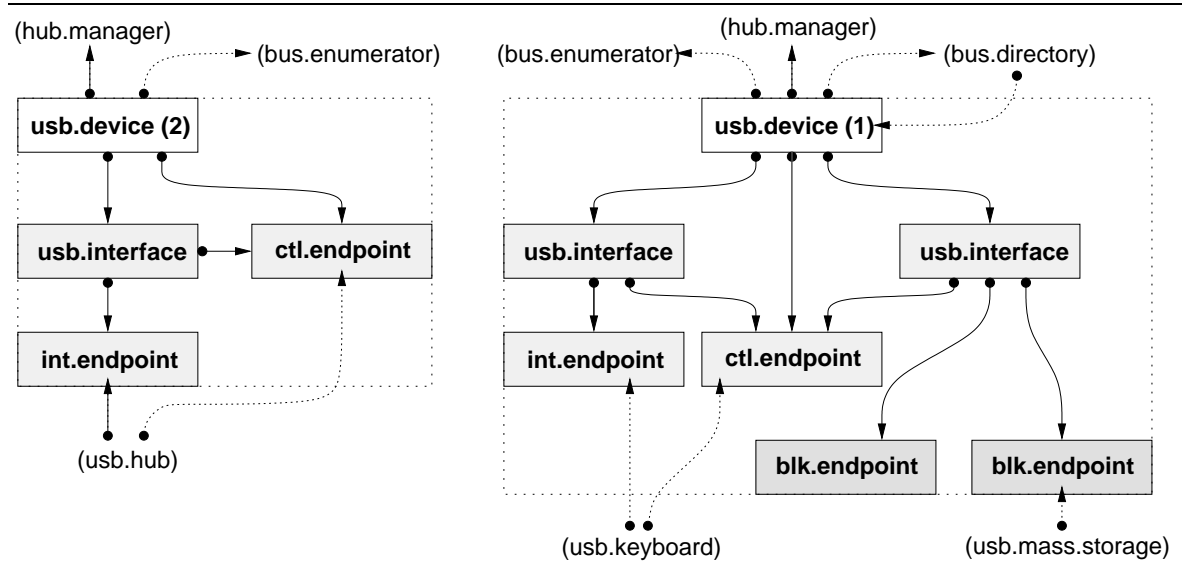 (hub.manager)
(bus.enumerator)
usb.device (2)
usb.interface
ctl.endpoint
int.endpoint
(usb.hub)
(hub.manager)
(bus.enumerator)
(bus.directory)
usb.device (1)
usb.interface
usb.interface
int.endpoint
ctl.endpoint
blk.endpoint
blk.endpoint
(usb.keyboard)
(usb.mass.storage)